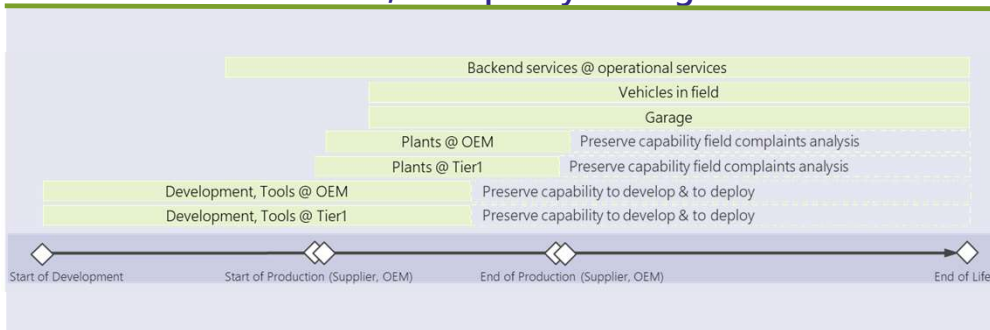 Backend services @ operational services
Vehicles in field
Garage
Plants @ OEM Preserve capability field complaints analysis
Plants @ Tier1 Preserve capability field complaints analysis
Development, Tools @ OEM Preserve capability to develop & to deploy
Development, Tools @ Tier1 Preserve capability to develop & to deploy
Start of Development Start of Production (Supplier, OEM) End of Production (Supplier, OEM) End of Life